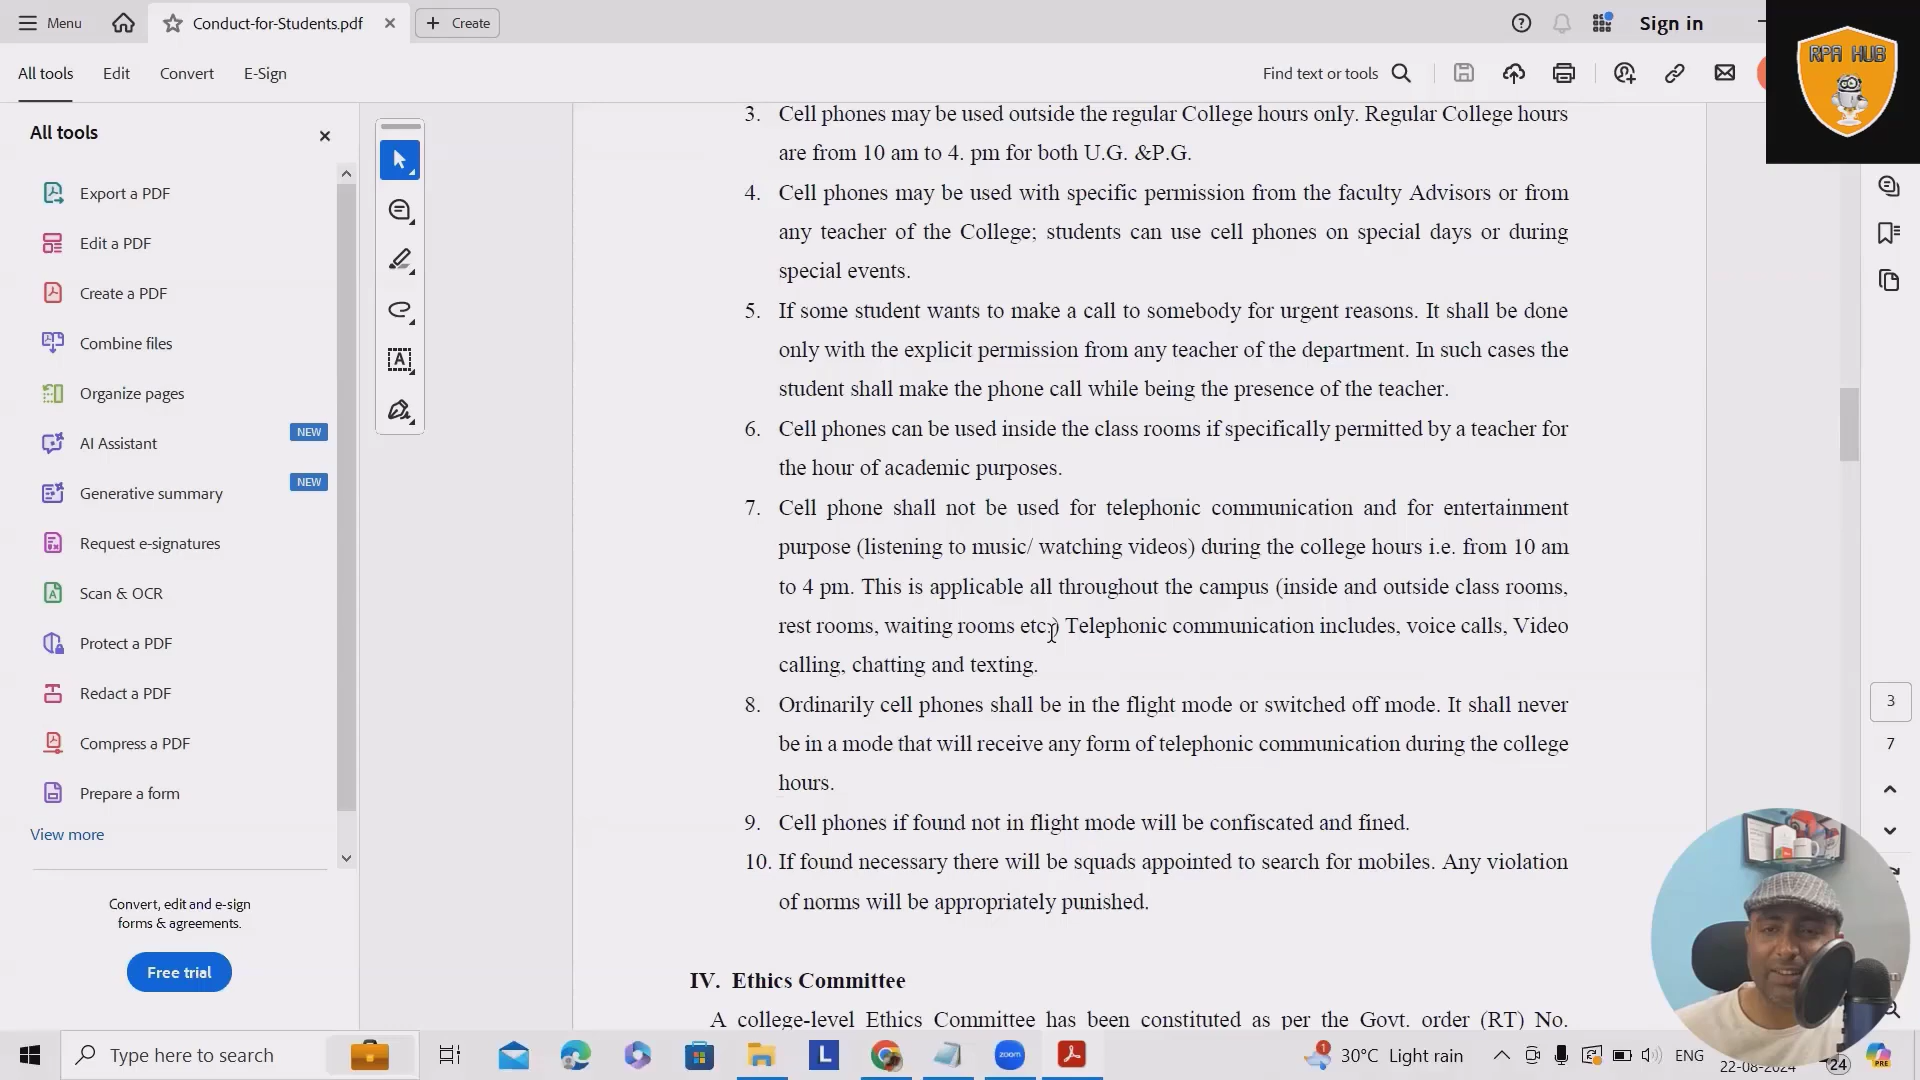 Menu
Conduct-for-Students.pdf
Create
Sign in
RPA HUB
All tools
Edit
Convert
E-Sign
Find text or tools
All tools
Export a PDF
Edit a PDF
Create a PDF
Combine files
Organize pages
AI Assistant
NEW
Generative summary
NEW
Request e-signatures
Scan & OCR
Protect a PDF
Redact a PDF
Compress a PDF
Prepare a form
View more
Convert, edit and e-sign
forms & agreements.
Free trial
3. Cell phones may be used outside the regular College hours only. Regular College hours
are from 10 am to 4. pm for both U.G. &P.G.
4. Cell phones may be used with specific permission from the faculty Advisors or from
any teacher of the College; students can use cell phones on special days or during
special events.
5. If some student wants to make a call to somebody for urgent reasons. It shall be done
only with the explicit permission from any teacher of the department. In such cases the
student shall make the phone call while being the presence of the teacher.
6. Cell phones can be used inside the class rooms if specifically permitted by a teacher for
the hour of academic purposes.
7. Cell phone shall not be used for telephonic communication and for entertainment
purpose (listening to music/ watching videos) during the college hours i.e. from 10 am
to 4 pm. This is applicable all throughout the campus (inside and outside class rooms,
rest rooms, waiting rooms etc.) Telephonic communication includes, voice calls, Video
calling, chatting and texting.
8. Ordinarily cell phones shall be in the flight mode or switched off mode. It shall never
be in a mode that will receive any form of telephonic communication during the college
hours.
9. Cell phones if found not in flight mode will be confiscated and fined.
10. If found necessary there will be squads appointed to search for mobiles. Any violation
of norms will be appropriately punished.
IV. Ethics Committee
A college-level Ethics Committee has been constituted as per the Govt. order (RT) No.
3
7
Type here to search
L
zoom
1
30°C Light rain
ENG
22-08-2024
24
PRE